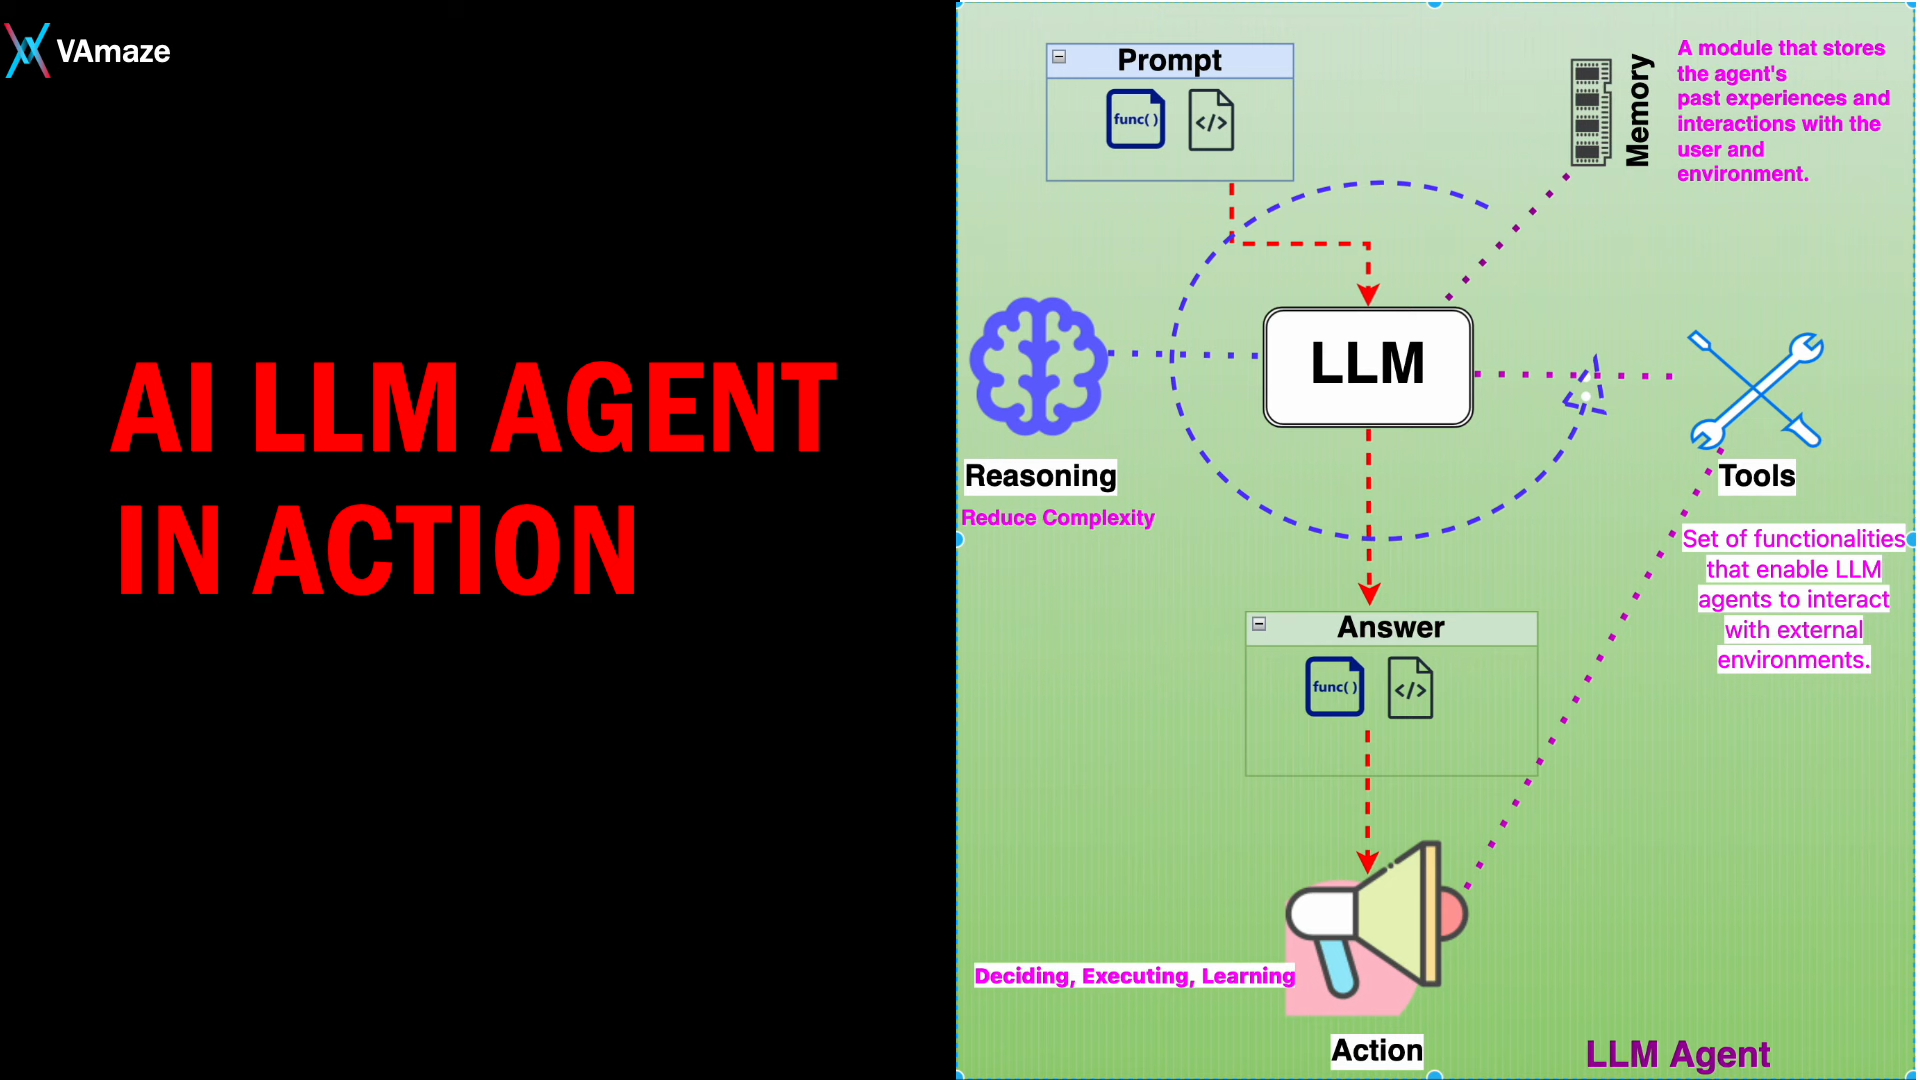 VAmaze
AI LLM AGENT
IN ACTION
Prompt
func()
</>
Memory
A module that stores
the agent's
past experiences and
interactions with the
user and
environment.
LLM
Reasoning
Reduce Complexity
Tools
Set of functionalities
that enable LLM
agents to interact
with external
environments.
Answer
func()
</>
Deciding, Executing, Learning
Action
LLM Agent